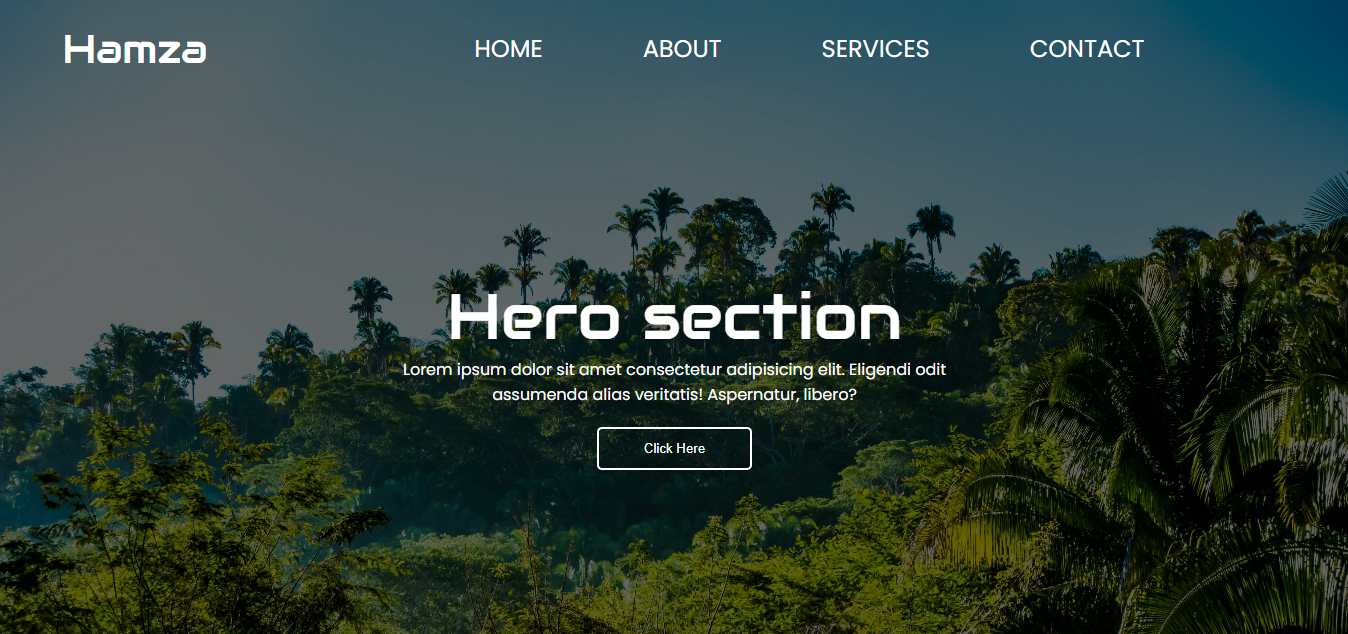 Hamza
HOME ABOUT SERVICES CONTACT
Hero section
Lorem ipsum dolor sit amet consectetur adipisicing elit. Eligendi odit
assumenda alias veritatis! Aspernatur, libero?
Click Here